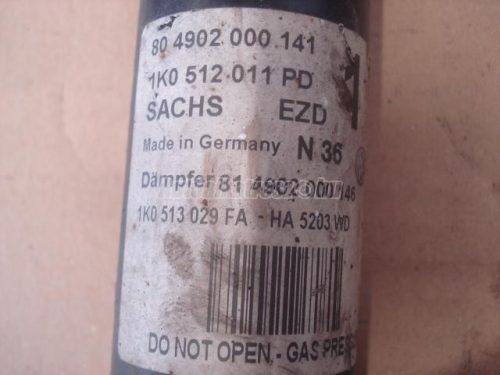 80 4902 000 141
1K0 512 011 PD 1
SACHS EZD
Made in Germany N 36
Dämpfer 81 4902 000 146
1K0 513 029 FA - HA 5203 WD
DO NOT OPEN - GAS PRE